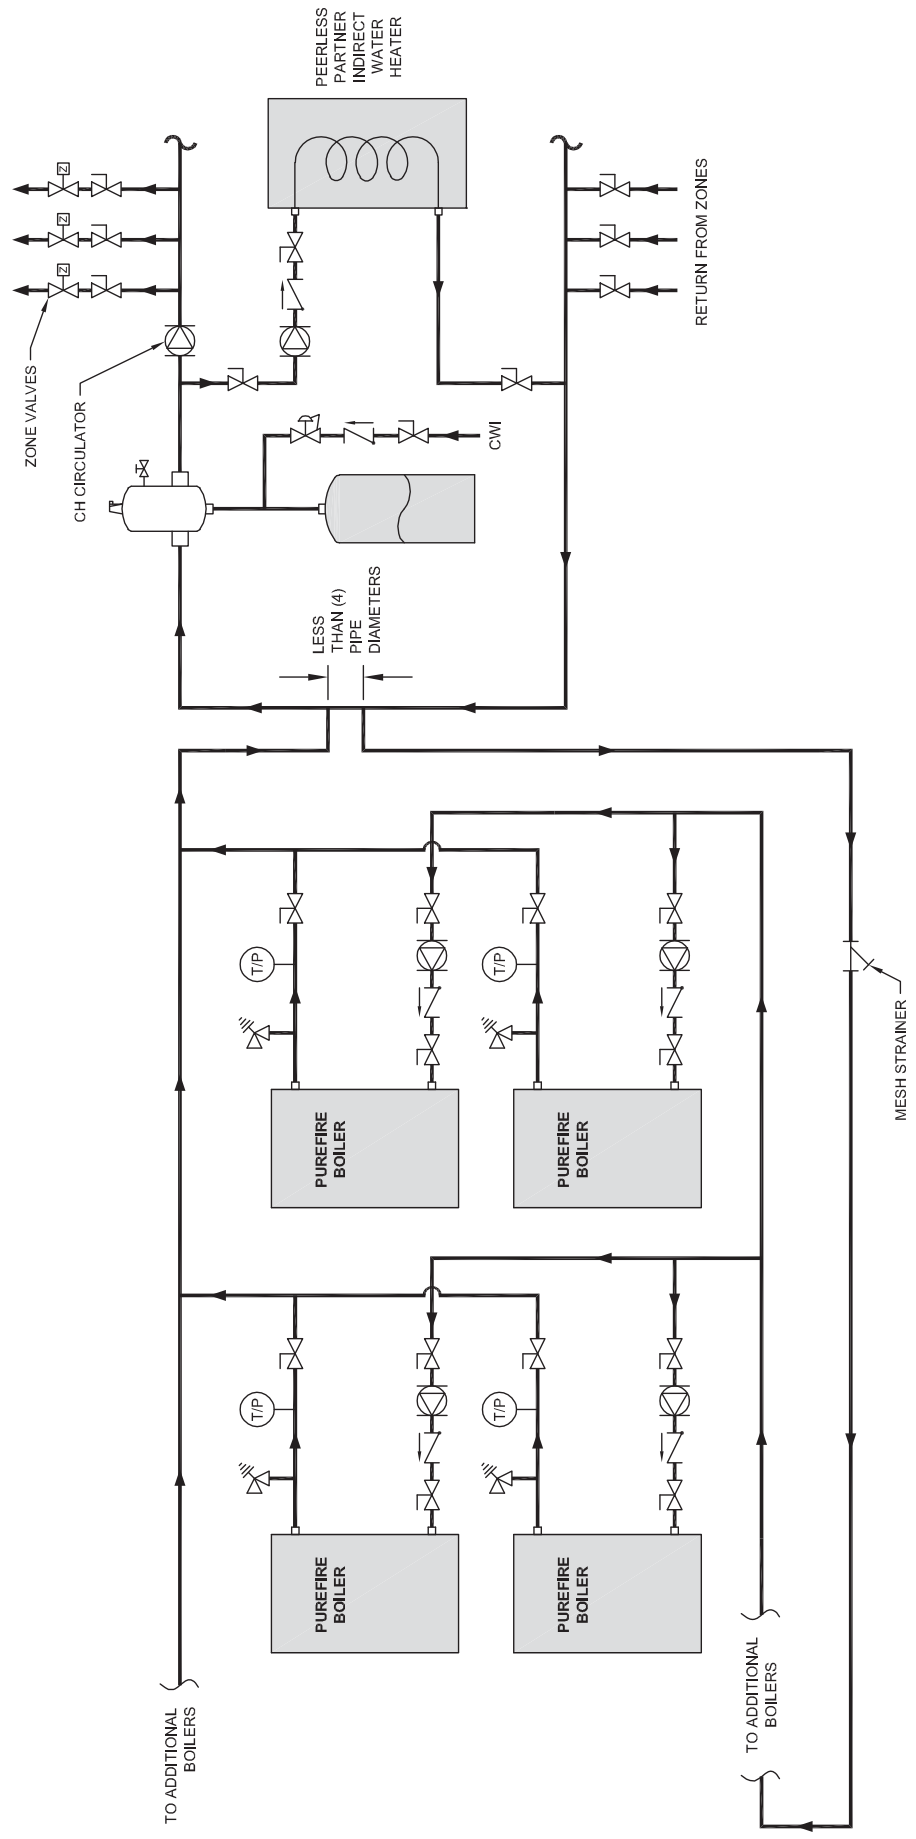 PEERLESS
PARTNER
INDIRECT
WATER
HEATER
Z
Z
Z
ZONE VALVES
CH CIRCULATOR
CWI
RETURN FROM ZONES
LESS
THAN (4)
PIPE
DIAMETERS
T/P
T/P
PUREFIRE
BOILER
PUREFIRE
BOILER
MESH STRAINER
T/P
T/P
PUREFIRE
BOILER
PUREFIRE
BOILER
TO ADDITIONAL
BOILERS
TO ADDITIONAL
BOILERS